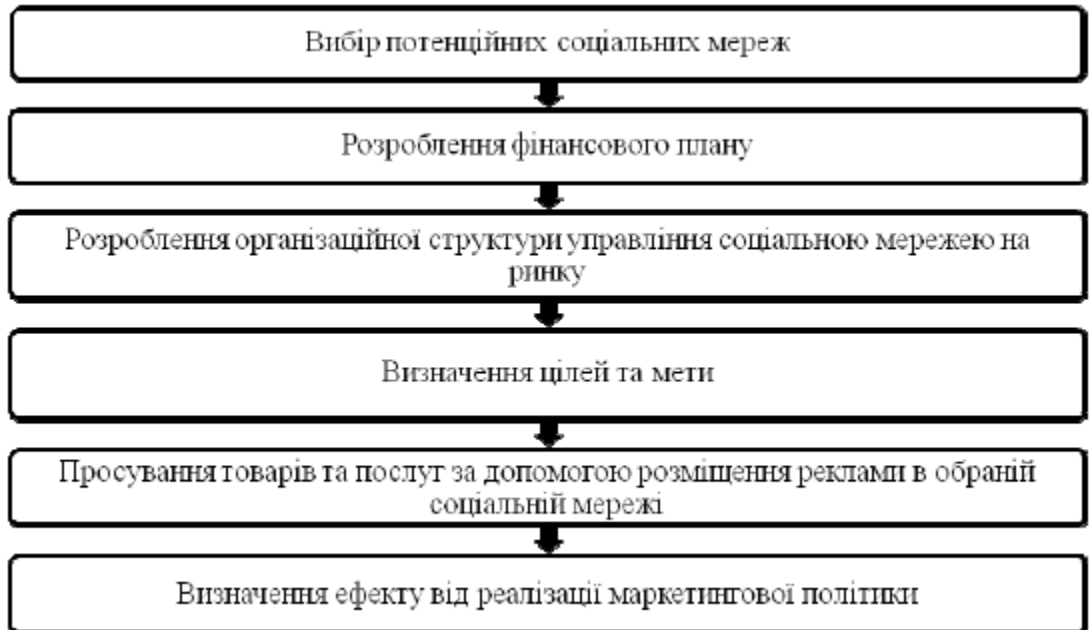 Вибір потенційних соціальних мереж
Розроблення фінансового плану
Розроблення організаційної структури управління соціальною мережею на
ринку
Визначення цілей та мети
Просування товарів та послуг за допомогою розміщення реклами в обраній
соціальній мережі
Визначення ефекту від реалізації маркетингової політики